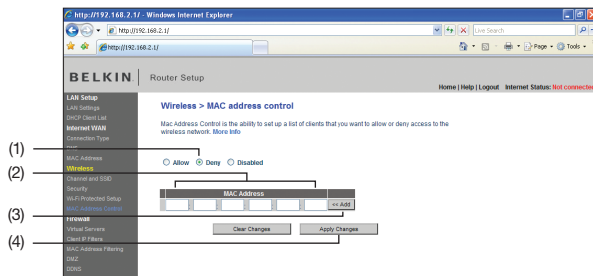 http://192.168.2.1/ - Windows Internet Explorer
http://192.168.2.1/
Live Search
http://192.168.2.1/
Page
Tools
BELKIN.
Router Setup
Home | Help | Logout Internet Status: Not connected
LAN Setup
LAN Settings
DHCP Client List
Internet WAN
Connection Type
DNS
MAC Address
Wireless
Channel and SSID
Security
Wi-Fi Protected Setup
MAC Address Control
Firewall
Virtual Servers
Client IP Filters
MAC Address Filtering
DMZ
DDNS
Wireless > MAC address control
Mac Address Control is the ability to set up a list of clients that you want to allow or deny access to the
wireless network. More Info
(1)
Allow Deny Disabled
(2)
MAC Address
(3)
<< Add
(4)
Clear Changes Apply Changes